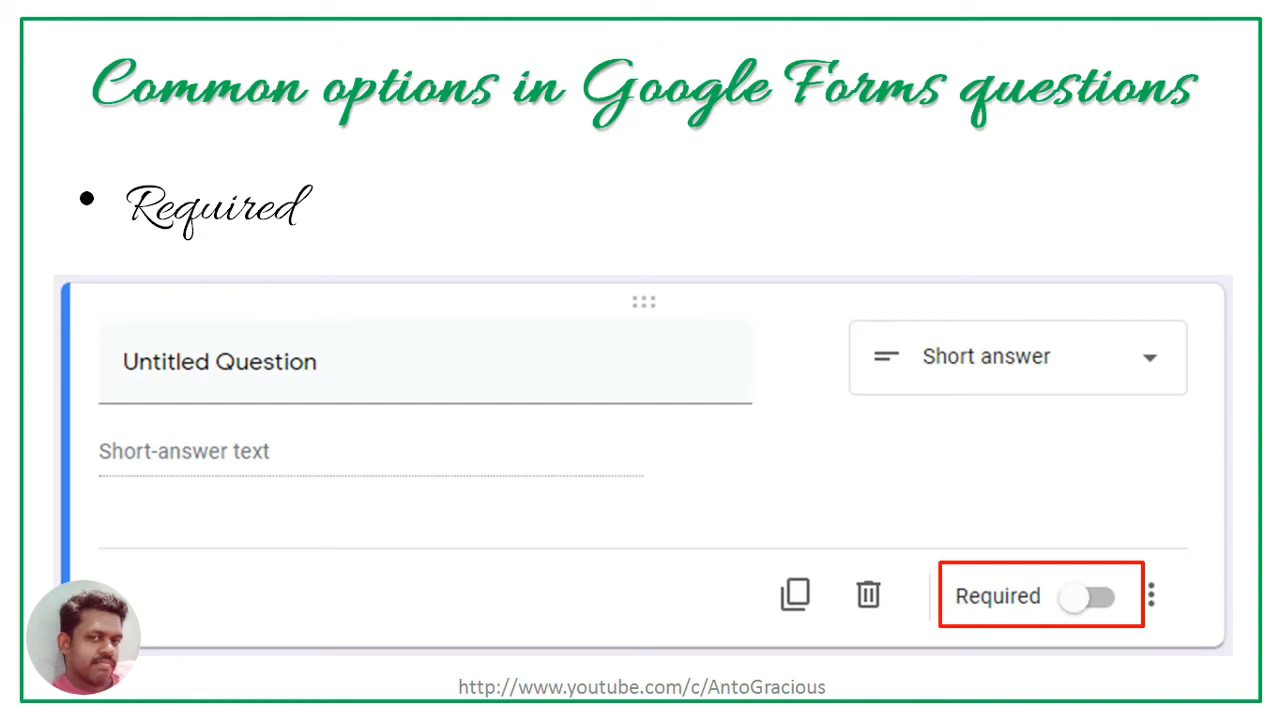 Common options in Google Forms questions
• Required
Untitled Question
Short answer
Short-answer text
Required
http://www.youtube.com/c/AntoGracious